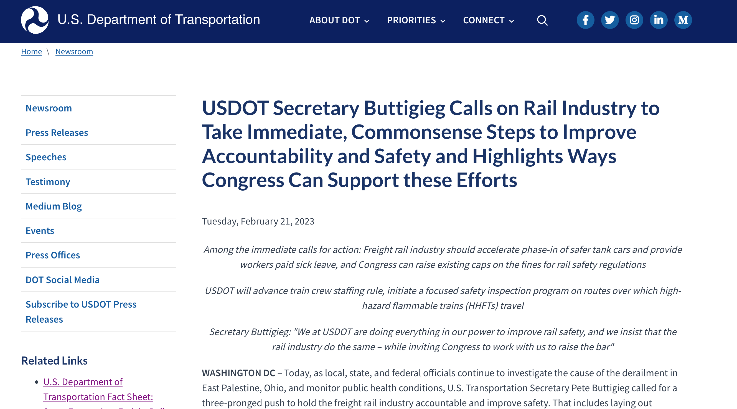 U.S. Department of Transportation
ABOUT DOT
PRIORITIES
CONNECT
Home \ Newsroom
Newsroom
Press Releases
Speeches
Testimony
Medium Blog
Events
Press Offices
DOT Social Media
Subscribe to USDOT Press
Releases
Related Links
U.S. Department of
Transportation Fact Sheet:
USDOT Secretary Buttigieg Calls on Rail Industry to
Take Immediate, Commonsense Steps to Improve
Accountability and Safety and Highlights Ways
Congress Can Support these Efforts
Tuesday, February 21, 2023
Among the immediate calls for action: Freight rail industry should accelerate phase-in of safer tank cars and provide
workers paid sick leave, and Congress can raise existing caps on the fines for rail safety regulations
USDOT will advance train crew staffing rule, initiate a focused safety inspection program on routes over which high-
hazard flammable trains (HHFTs) travel
Secretary Buttigieg: "We at USDOT are doing everything in our power to improve rail safety, and we insist that the
rail industry do the same – while inviting Congress to work with us to raise the bar"
WASHINGTON DC – Today, as local, state, and federal officials continue to investigate the cause of the derailment in
East Palestine, Ohio, and monitor public health conditions, U.S. Transportation Secretary Pete Buttigieg called for a
three-pronged push to hold the freight rail industry accountable and improve safety. That includes laying out